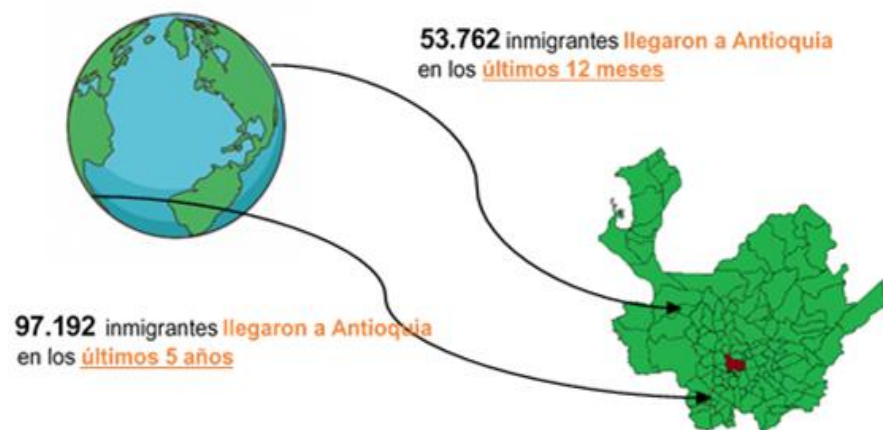 53.762 inmigrantes llegaron a Antioquia
en los últimos 12 meses
97.192 inmigrantes llegaron a Antioquia
en los últimos 5 años